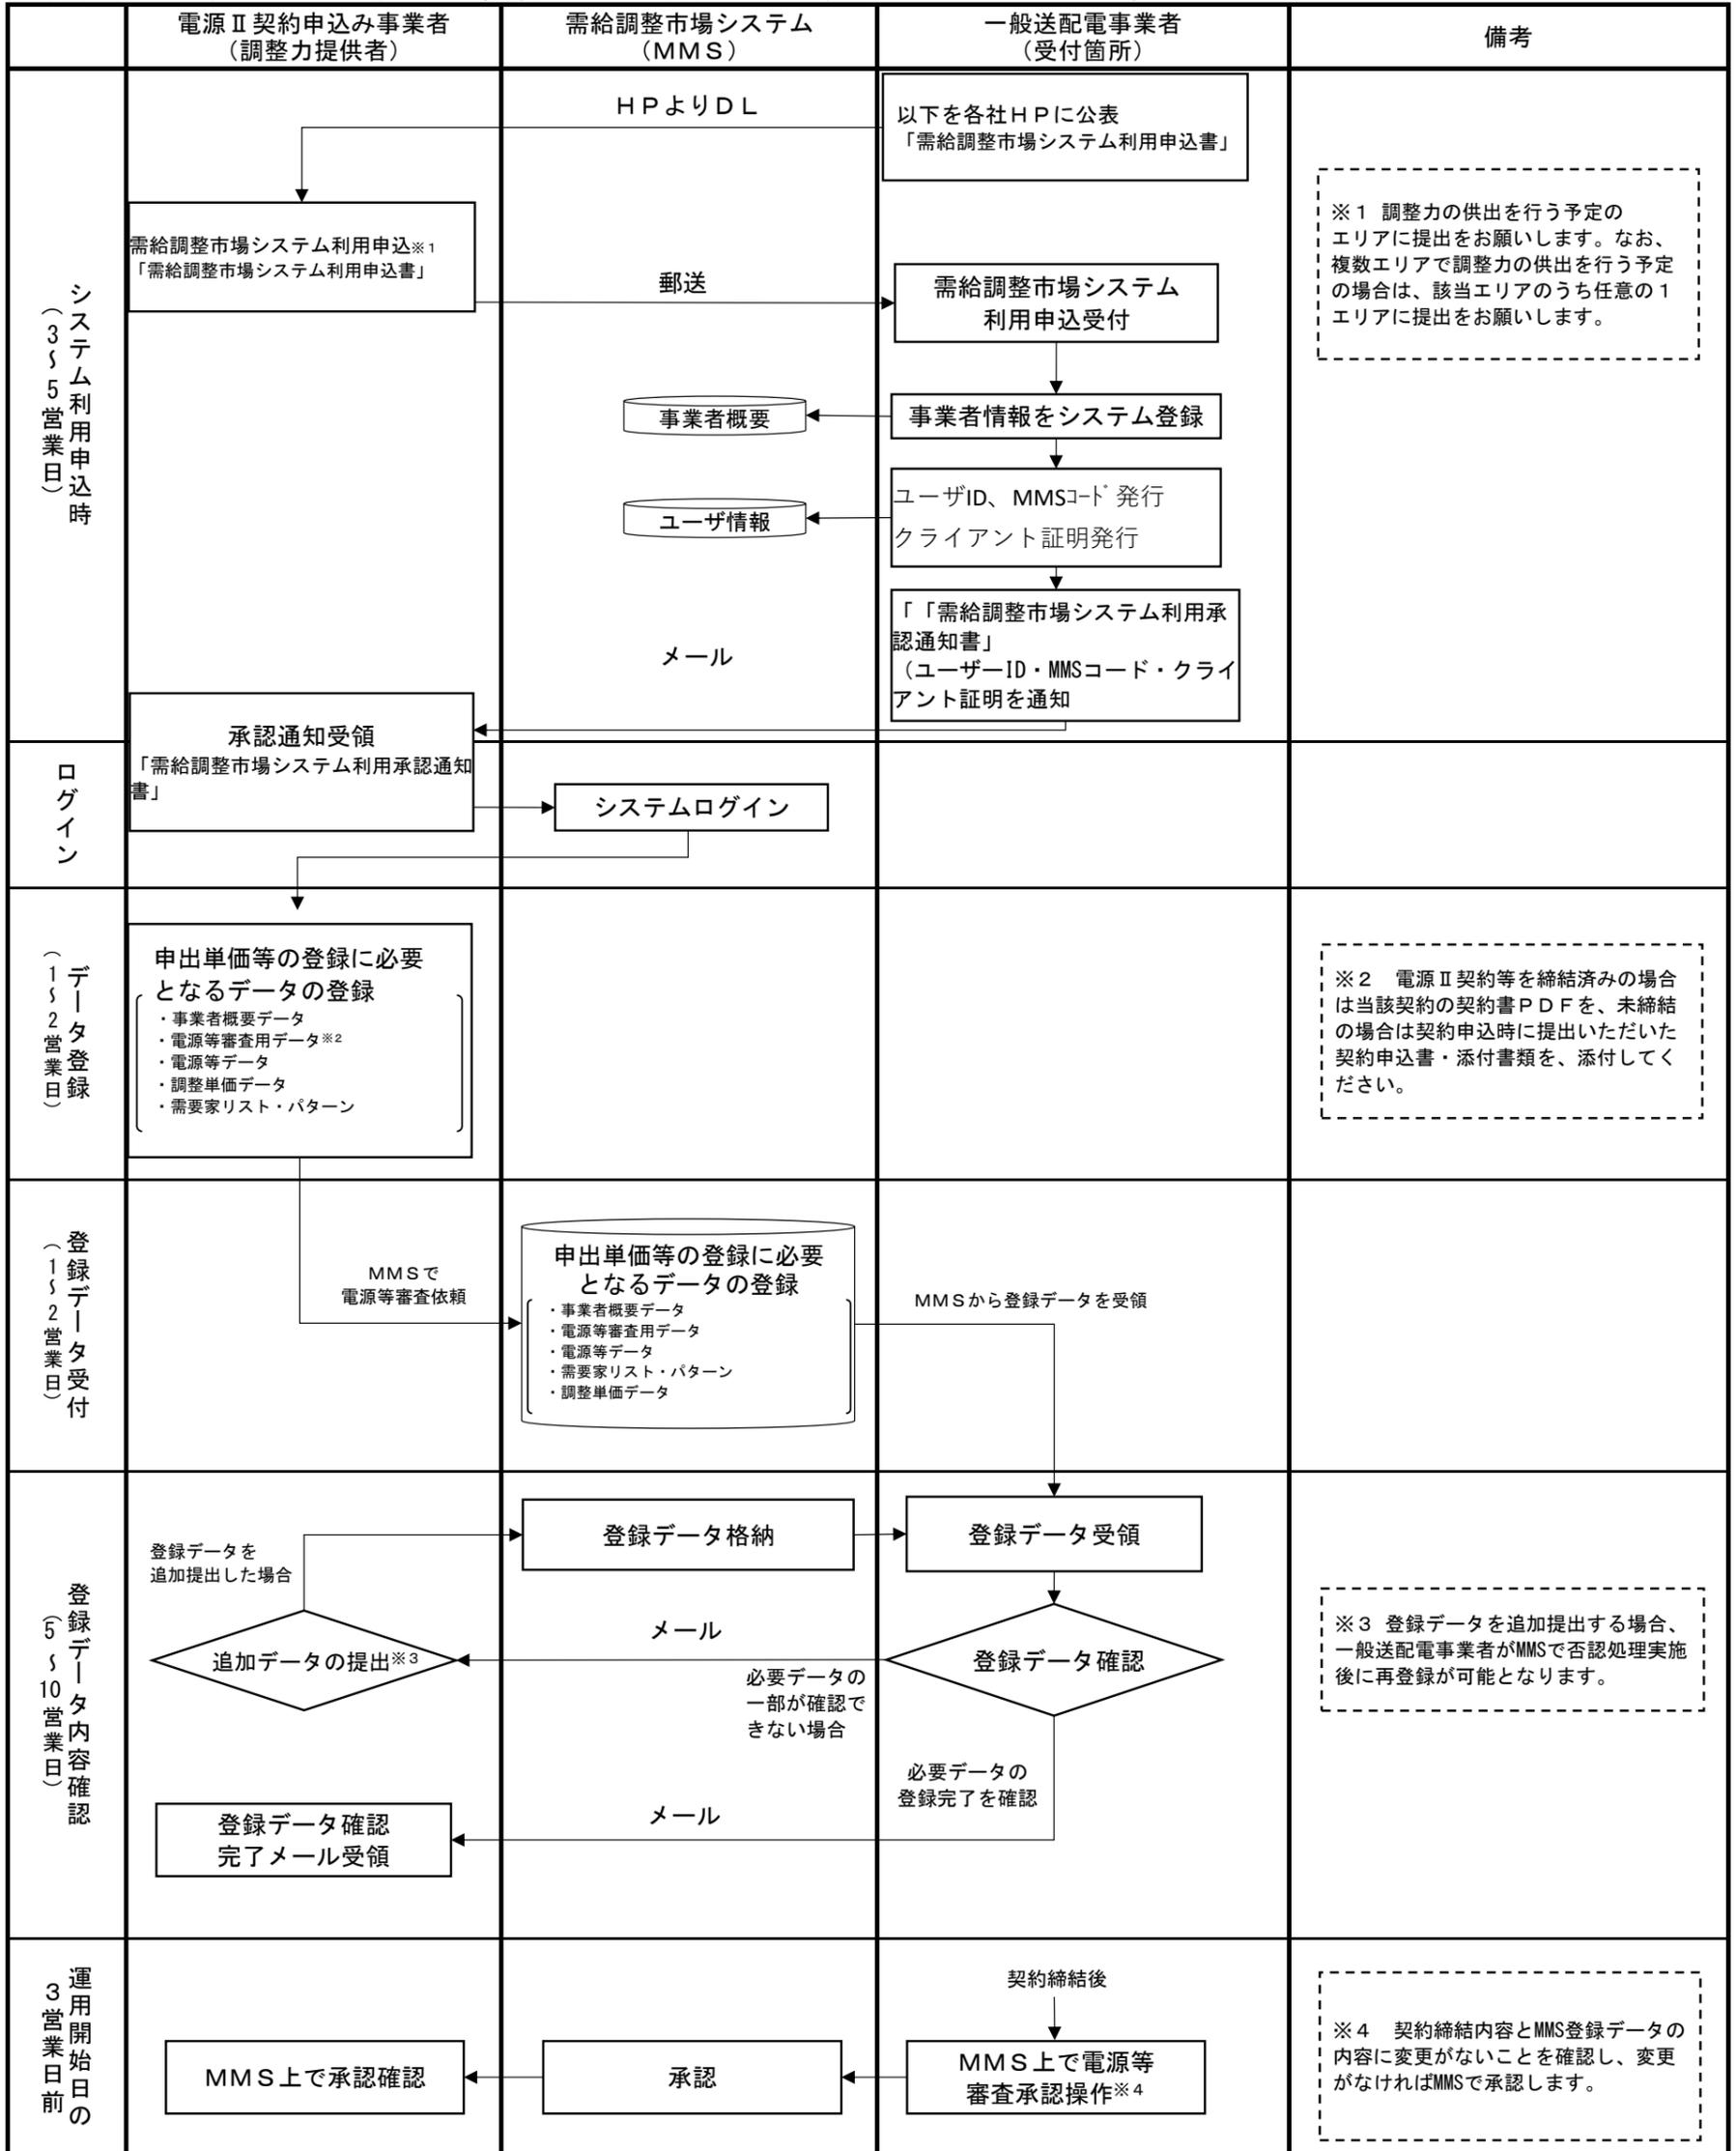 電源Ⅱ契約申込み事業者
（調整力提供者）
需給調整市場システム
（ＭＭＳ）
一般送配電事業者
（受付箇所）
備考
システム利用申込時
（３～５営業日）
ＨＰよりＤＬ
以下を各社ＨＰに公表
「需給調整市場システム利用申込書」
需給調整市場システム利用申込※1
「需給調整市場システム利用申込書」
郵送
需給調整市場システム
利用申込受付
※１ 調整力の供出を行う予定の
エリアに提出をお願いします。なお、
複数エリアで調整力の供出を行う予定
の場合は、該当エリアのうち任意の１
エリアに提出をお願いします。
事業者概要
事業者情報をシステム登録
ユーザ情報
ユーザID、MMSｺｰﾄﾞ発行
クライアント証明発行
メール
「「需給調整市場システム利用承
認通知書」
（ユーザーID・MMSコード・クライ
アント証明を通知
承認通知受領
「需給調整市場システム利用承認通知
書」
ログイン
システムログイン
データ登録
（１～２営業日）
申出単価等の登録に必要
となるデータの登録
・事業者概要データ
・電源等審査用データ※2
・電源等データ
・調整単価データ
・需要家リスト・パターン
※２　電源Ⅱ契約等を締結済みの場合
は当該契約の契約書ＰＤＦを、未締結
の場合は契約申込時に提出いただいた
契約申込書・添付書類を、添付してく
ださい。
登録データ受付
（１～２営業日）
ＭＭＳで
電源等審査依頼
申出単価等の登録に必要
となるデータの登録
・事業者概要データ
・電源等審査用データ
・電源等データ
・需要家リスト・パターン
・調整単価データ
ＭＭＳから登録データを受領
登録データ内容確認
（５～10営業日）
登録データを
追加提出した場合
登録データ格納
登録データ受領
追加データの提出※3
メール
必要データの
一部が確認で
きない場合
登録データ確認
※３ 登録データを追加提出する場合、
一般送配電事業者がMMSで否認処理実施
後に再登録が可能となります。
必要データの
登録完了を確認
メール
登録データ確認
完了メール受領
運用開始日の
３営業日前
契約締結後
ＭＭＳ上で承認確認
承認
ＭＭＳ上で電源等
審査承認操作※4
※４　契約締結内容とMMS登録データの
内容に変更がないことを確認し、変更
がなければMMSで承認します。